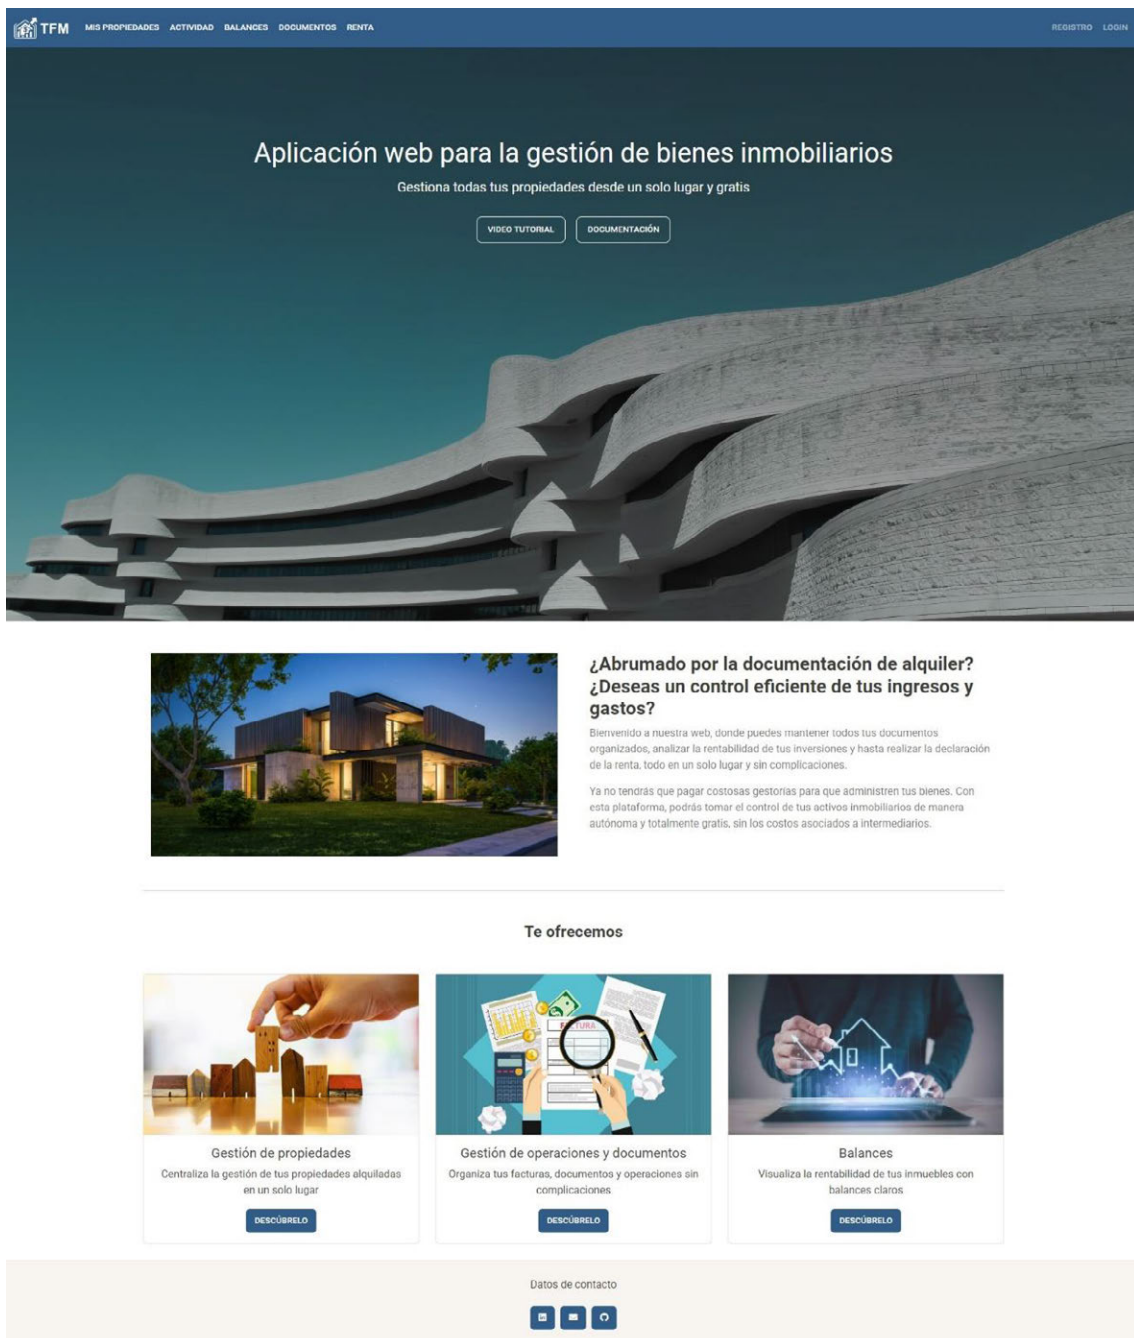 TFM MIS PROPIEDADES ACTIVIDAD BALANCES DOCUMENTOS RENTA REGISTRO LOGIN
Aplicación web para la gestión de bienes inmobiliarios
Gestiona todas tus propiedades desde un solo lugar y gratis
VIDEO TUTORIAL DOCUMENTACIÓN
¿Abrumado por la documentación de alquiler?
¿Deseas un control eficiente de tus ingresos y
gastos?
Bienvenido a nuestra web, donde puedes mantener todos tus documentos
organizados, analizar la rentabilidad de tus inversiones y hasta realizar la declaración
de la renta, todo en un solo lugar y sin complicaciones.
Ya no tendrás que pagar costosas gestorías para que administren tus bienes. Con
esta plataforma, podrás tomar el control de tus activos inmobiliarios de manera
autónoma y totalmente gratis, sin los costos asociados a intermediarios.
Te ofrecemos
FACTURA
Gestión de propiedades
Centraliza la gestión de tus propiedades alquiladas
en un solo lugar
DESCÚBRELO
Gestión de operaciones y documentos
Organiza tus facturas, documentos y operaciones sin
complicaciones
DESCÚBRELO
Balances
Visualiza la rentabilidad de tus inmuebles con
balances claros
DESCÚBRELO
Datos de contacto